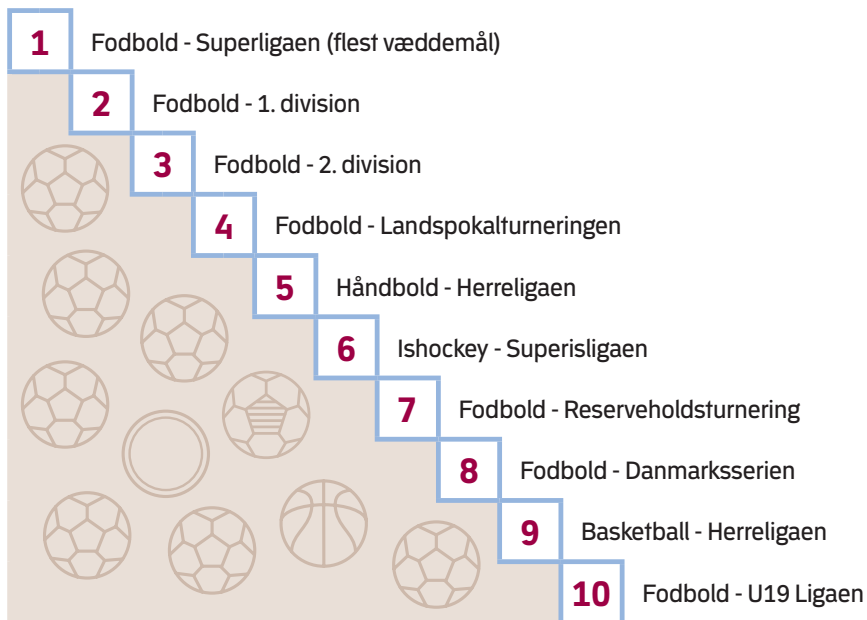 1 Fodbold - Superligaen (flest væddemål)
2 Fodbold - 1. division
3 Fodbold - 2. division
4 Fodbold - Landspokalturneringen
5 Håndbold - Herreligaen
6 Ishockey - Superisligaen
7 Fodbold - Reserveholdsturnering
8 Fodbold - Danmarksserien
9 Basketball - Herreligaen
10 Fodbold - U19 Ligaen